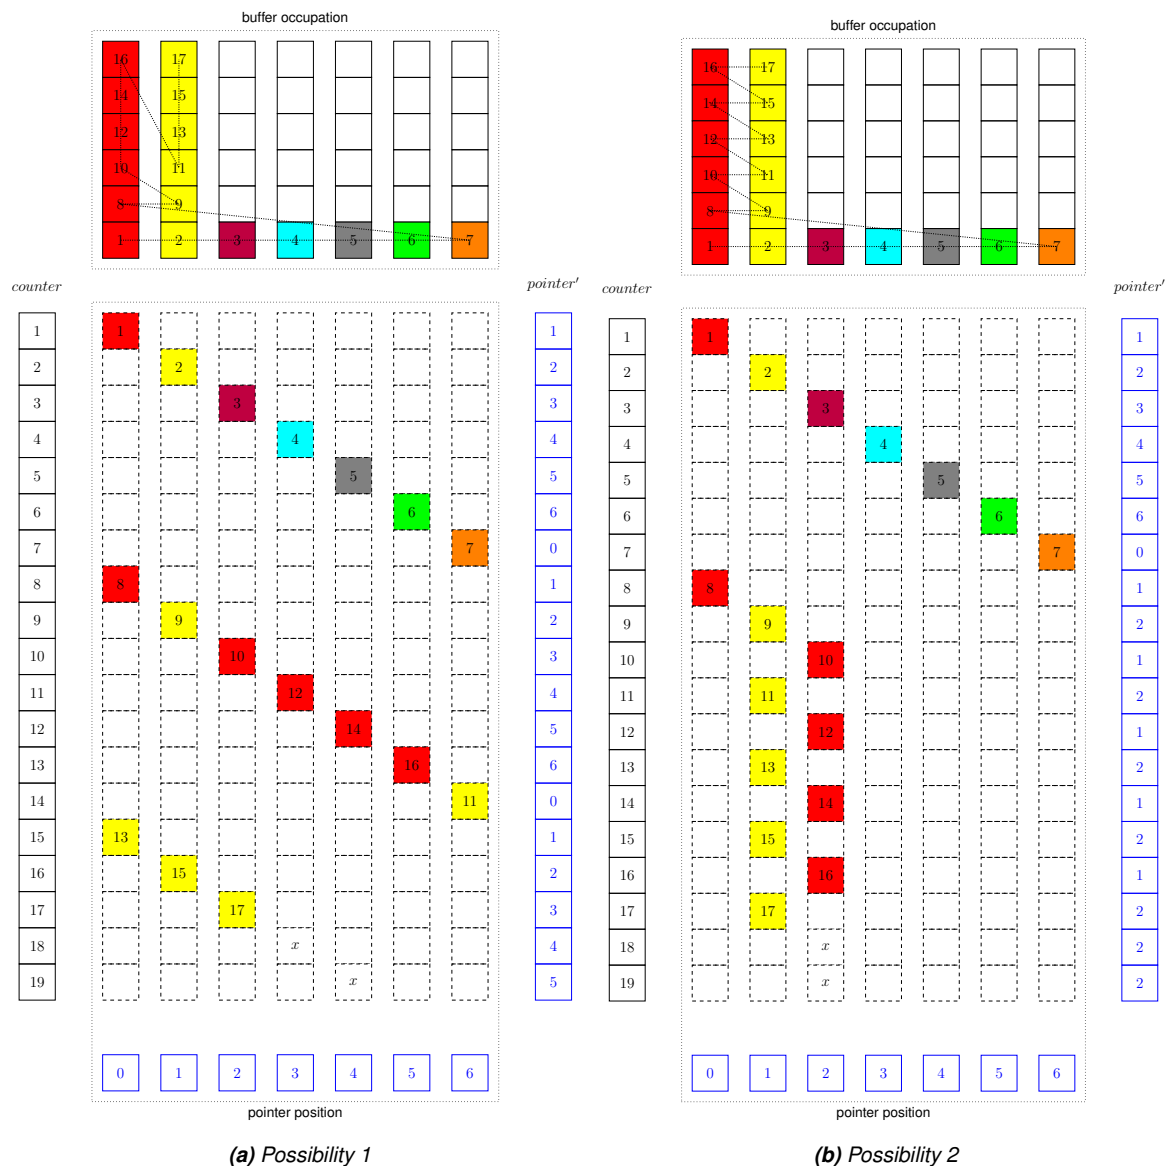 buffer occupation
16 17
14 15
12 13
10 11
8 9
1 2 3 4 5 6 7
counter pointer′
1 1 1
2 2 2
3 3 3
4 4 4
5 5 5
6 6 6
7 7 0
8 8 1
9 9 2
10 10 3
11 12 4
12 14 5
13 16 6
14 11 0
15 13 1
16 15 2
17 17 3
18 x 4
19 x 5
0 1 2 3 4 5 6
pointer position
(a) Possibility 1
buffer occupation
16 17
14 15
12 13
10 11
8 9
1 2 3 4 5 6 7
counter pointer′
1 1 1
2 2 2
3 3 3
4 4 4
5 5 5
6 6 6
7 7 0
8 8 1
9 9 2
10 10 1
11 11 2
12 12 1
13 13 2
14 14 1
15 15 2
16 16 1
17 17 2
18 x 2
19 x 2
0 1 2 3 4 5 6
pointer position
(b) Possibility 2